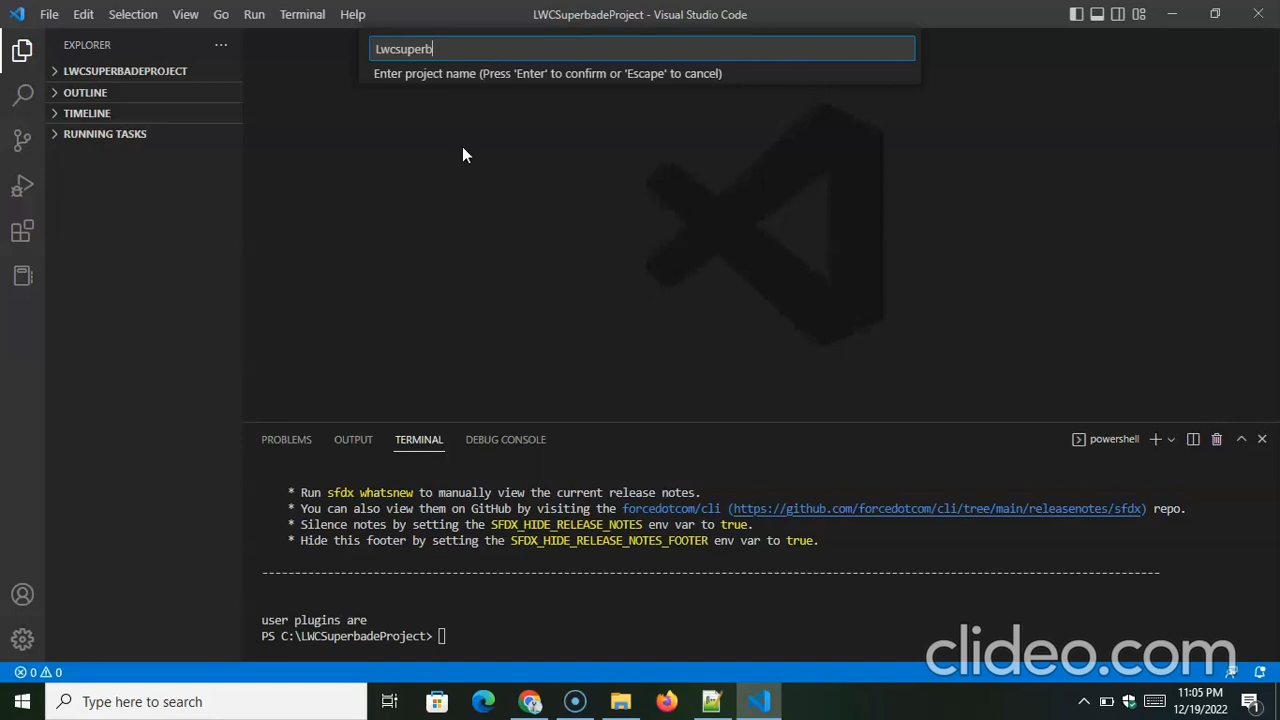 File Edit Selection View Go Run Terminal Help
LWCSuperbadeProject - Visual Studio Code
EXPLORER
Lwcsuperb
Enter project name (Press 'Enter' to confirm or 'Escape' to cancel)
LWCSUPERBADEPROJECT
OUTLINE
TIMELINE
RUNNING TASKS
PROBLEMS OUTPUT TERMINAL DEBUG CONSOLE
powershell
* Run sfdx whatsnew to manually view the current release notes.
* You can also view them on GitHub by visiting the forcedotcom/cli (https://github.com/forcedotcom/cli/tree/main/releasenotes/sfdx) repo.
* Silence notes by setting the SFDX_HIDE_RELEASE_NOTES env var to true.
* Hide this footer by setting the SFDX_HIDE_RELEASE_NOTES_FOOTER env var to true.
user plugins are
PS C:\LWCSuperbadeProject>
clideo.com
0 0
Type here to search
11:05 PM
12/19/2022
1